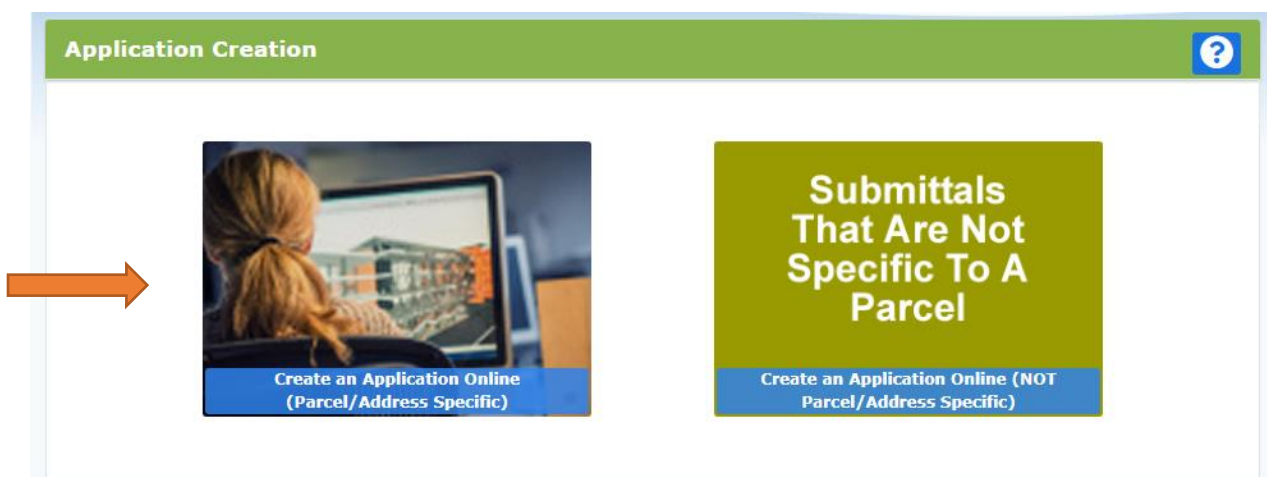 Application Creation
?
Submittals
That Are Not
Specific To A
Parcel
Create an Application Online
(Parcel/Address Specific)
Create an Application Online (NOT
Parcel/Address Specific)